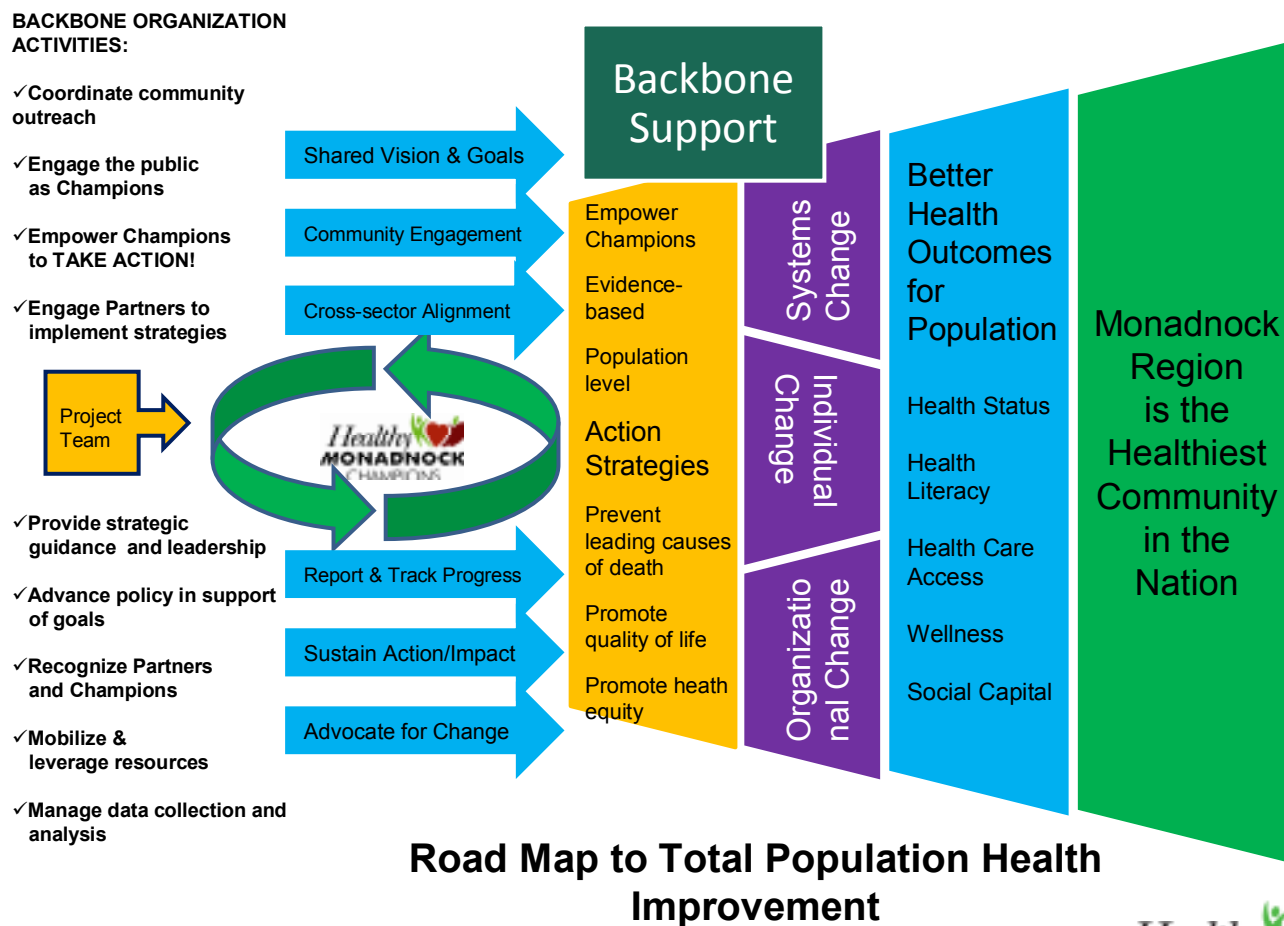 BACKBONE ORGANIZATION
ACTIVITIES:
✓Coordinate community
outreach
✓Engage the public
as Champions
✓Empower Champions
to TAKE ACTION!
✓Engage Partners to
implement strategies
Project
Team
✓Provide strategic
guidance and leadership
✓Advance policy in support
of goals
✓Recognize Partners
and Champions
✓Mobilize &
leverage resources
✓Manage data collection and
analysis
Shared Vision & Goals
Community Engagement
Cross-sector Alignment
Healthy
MONADNOCK
CHAMPIONS
Report & Track Progress
Sustain Action/Impact
Advocate for Change
Backbone
Support
Empower
Champions
Evidence-
based
Population
level
Action
Strategies
Prevent
leading causes
of death
Promote
quality of life
Promote heath
equity
Systems
Change
Individual
Change
Organizatio
nal Change
Better
Health
Outcomes
for
Population
Health Status
Health
Literacy
Health Care
Access
Wellness
Social Capital
Monadnock
Region
is the
Healthiest
Community
in the
Nation
Road Map to Total Population Health
Improvement